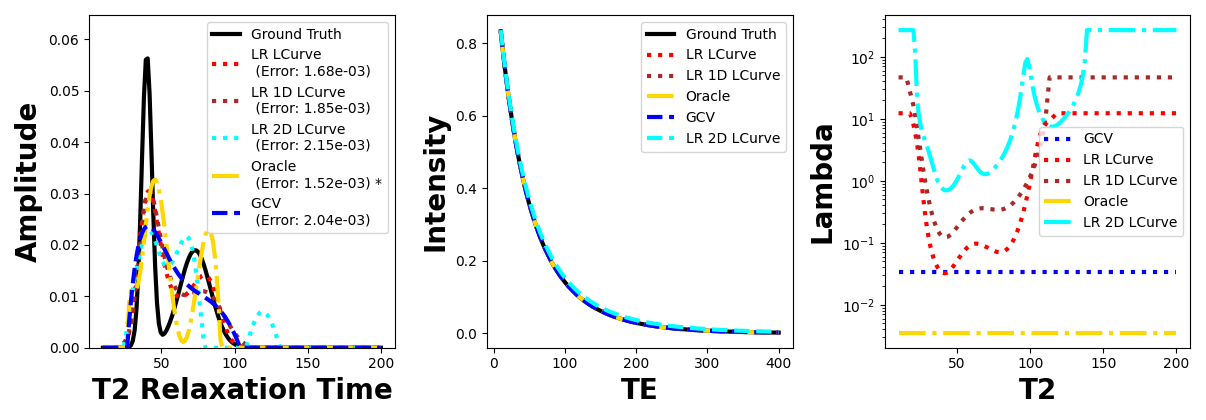 Amplitude
0.06
0.05
0.04
0.03
0.02
0.01
0.00
50
100
150
200
T2 Relaxation Time
Ground Truth
LR LCurve
(Error: 1.68e-03)
LR 1D LCurve
(Error: 1.85e-03)
LR 2D LCurve
(Error: 2.15e-03)
Oracle
(Error: 1.52e-03) *
GCV
(Error: 2.04e-03)
Intensity
0.8
0.6
0.4
0.2
0.0
0
100
200
300
400
TE
Ground Truth
LR LCurve
LR 1D LCurve
Oracle
GCV
LR 2D LCurve
Lambda
10²
10¹
10⁰
10⁻¹
10⁻²
50
100
150
200
T2
GCV
LR LCurve
LR 1D LCurve
Oracle
LR 2D LCurve